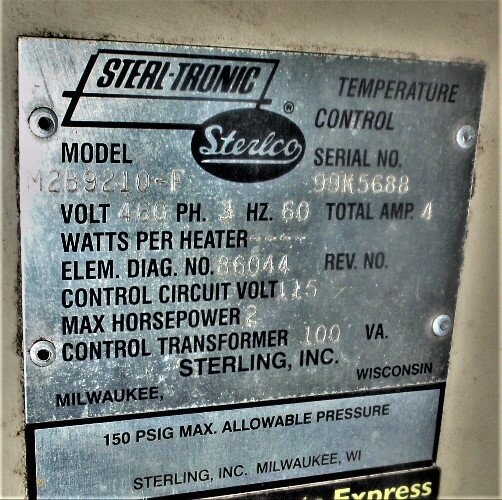 STERL-TRONIC
Sterlco ®
TEMPERATURE
CONTROL
MODEL SERIAL NO.
M2B9210-F 99K5688
VOLT 480 PH. 3 HZ. 60 TOTAL AMP. 4
WATTS PER HEATER
ELEM. DIAG. NO. 86044 REV. NO.
CONTROL CIRCUIT VOLT 115
MAX HORSEPOWER 2
CONTROL TRANSFORMER 100 VA.
STERLING, INC.
MILWAUKEE, WISCONSIN
150 PSIG MAX. ALLOWABLE PRESSURE
STERLING, INC. MILWAUKEE, WI
Express